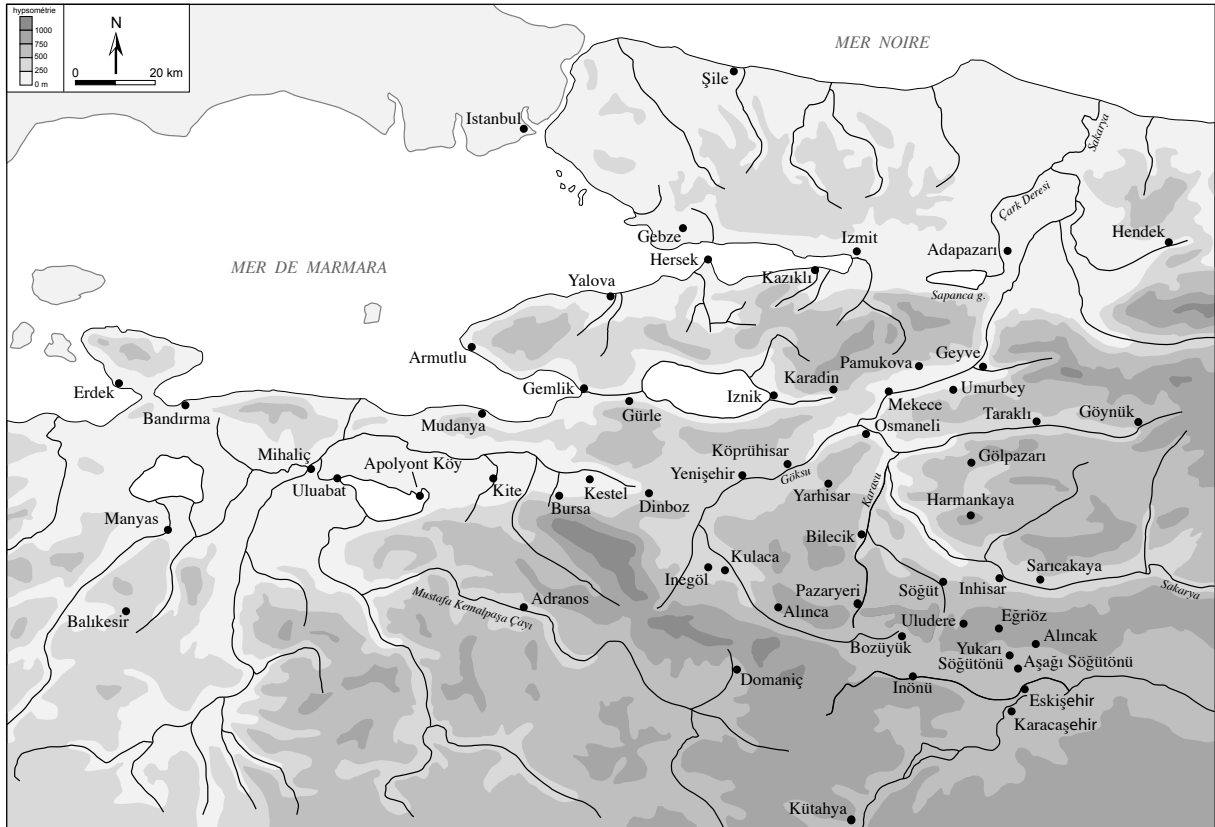 hypsométrie
1000
750
500
250
0 m
N
0 20 km
MER NOIRE
Şile
Istanbul
Sakarya
Çark Deresi
Gebze
Izmit
Adapazarı
Hendek
Hersek
MER DE MARMARA
Kazıklı
Yalova
Sapanca g.
Armutlu
Pamukova
Geyve
Erdek
Gemlik
Iznik
Karadin
Umurbey
Bandırma
Gürle
Mekece
Mudanya
Taraklı
Göynük
Osmaneli
Mihaliç
Apolyont Köy
Köprühisar
Gölpazarı
Uluabat
Kite
Kestel
Yenişehir
Göksu
Bursa
Dinboz
Yarhisar
Karasu
Harmankaya
Manyas
Bilecik
Inegöl
Kulaca
Sarıcakaya
Söğüt
Inhisar
Sakarya
Mustafa Kemalpaşa Çayı
Adranos
Pazaryeri
Alınca
Balıkesir
Uludere
Eğriöz
Bozüyük
Yukarı
Söğütönü
Alıncak
Aşağı Söğütönü
Domaniç
Inönü
Eskişehir
Karacaşehir
Kütahya